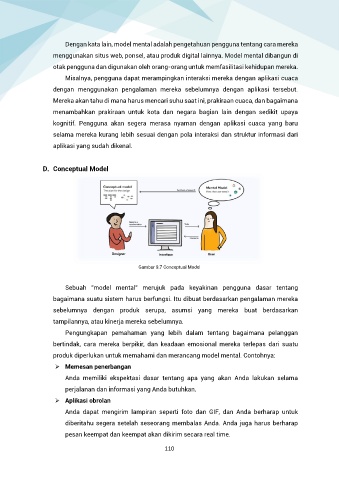 Dengan kata lain, model mental adalah pengetahuan pengguna tentang cara mereka
menggunakan situs web, ponsel, atau produk digital lainnya. Model mental dibangun di
otak pengguna dan digunakan oleh orang-orang untuk memfasilitasi kehidupan mereka.
Misalnya, pengguna dapat merampingkan interaksi mereka dengan aplikasi cuaca
dengan menggunakan pengalaman mereka sebelumnya dengan aplikasi tersebut.
Mereka akan tahu di mana harus mencari suhu saat ini, prakiraan cuaca, dan bagaimana
menambahkan prakiraan untuk kota dan negara bagian lain dengan sedikit upaya
kognitif. Pengguna akan segera merasa nyaman dengan aplikasi cuaca yang baru
selama mereka kurang lebih sesuai dengan pola interaksi dan struktur informasi dari
aplikasi yang sudah dikenal.
D. Conceptual Model
Conceptual model
Mental Model
Designer
Interface
User
Gambar 9.7 Conceptual Model
Sebuah "model mental" merujuk pada keyakinan pengguna dasar tentang
bagaimana suatu sistem harus berfungsi. Itu dibuat berdasarkan pengalaman mereka
sebelumnya dengan produk serupa, asumsi yang mereka buat berdasarkan
tampilannya, atau kinerja mereka sebelumnya.
Pengungkapan pemahaman yang lebih dalam tentang bagaimana pelanggan
bertindak, cara mereka berpikir, dan keadaan emosional mereka terlepas dari suatu
produk diperlukan untuk memahami dan merancang model mental. Contohnya:
➢ Memesan penerbangan
Anda memiliki ekspektasi dasar tentang apa yang akan Anda lakukan selama
perjalanan dan informasi yang Anda butuhkan.
➢ Aplikasi obrolan
Anda dapat mengirim lampiran seperti foto dan GIF, dan Anda berharap untuk
diberitahu segera setelah seseorang membalas Anda. Anda juga harus berharap
pesan keempat dan keempat akan dikirim secara real time.
110